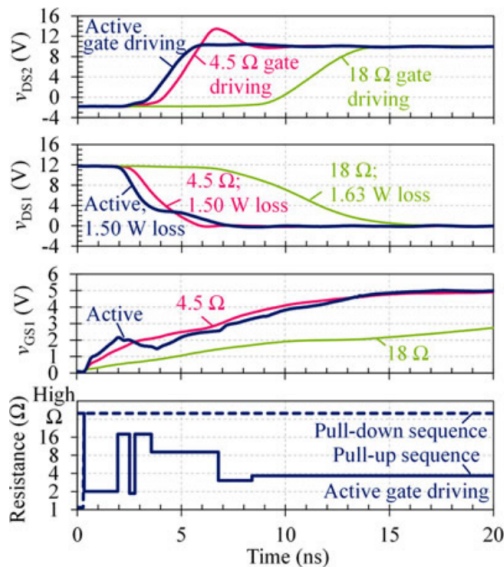 16
12
8
4
0
-4
vDS2 (V)
Active
gate driving
4.5 Ω gate
driving
18 Ω gate
driving
16
12
8
4
0
-4
vDS1 (V)
Active,
1.50 W loss
4.5 Ω;
1.50 W loss
18 Ω;
1.63 W loss
6
5
4
3
2
1
0
vGS1 (V)
Active
4.5 Ω
18 Ω
High
Ω
16
8
4
2
1
Resistance (Ω)
Pull-down sequence
Pull-up sequence
Active gate driving
0
5
10
15
20
Time (ns)